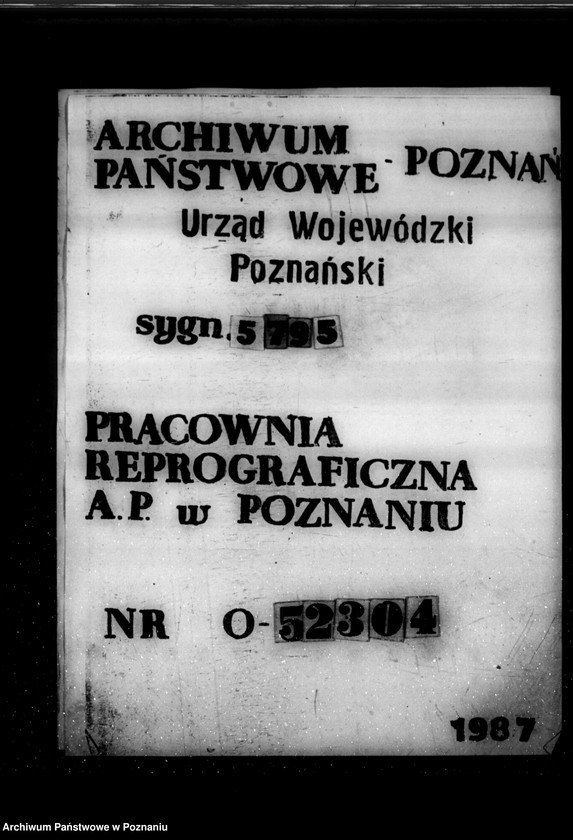 ARCHIWUM
PAŃSTWOWE - POZNAŃ
Urząd Wojewódzki
Poznański
sygn. 5795
PRACOWNIA
REPROGRAFICZNA
A.P. w POZNANIU
NR O-52304
1987
Archiwum Państwowe w Poznaniu